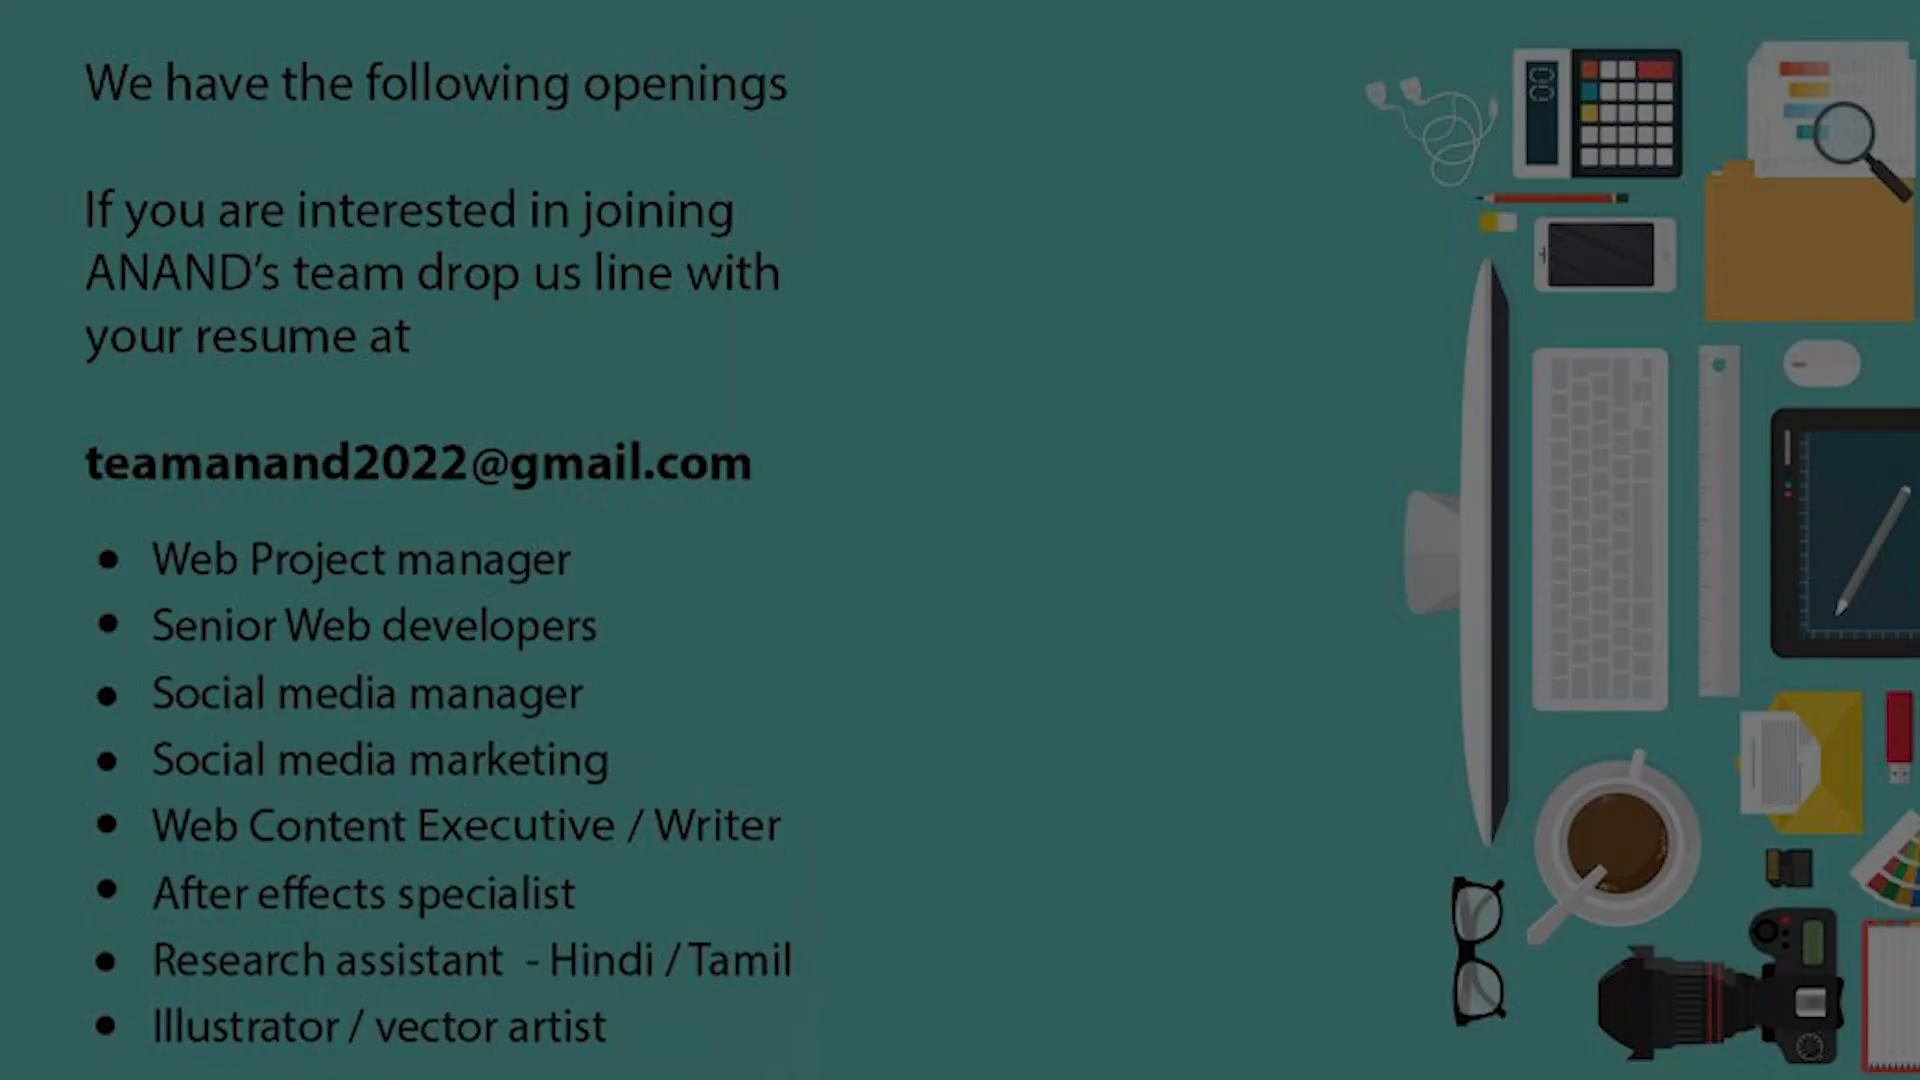 We have the following openings
If you are interested in joining
ANAND’s team drop us line with
your resume at
teamanand2022@gmail.com
● Web Project manager
● Senior Web developers
● Social media manager
● Social media marketing
● Web Content Executive / Writer
● After effects specialist
● Research assistant - Hindi / Tamil
● Illustrator / vector artist